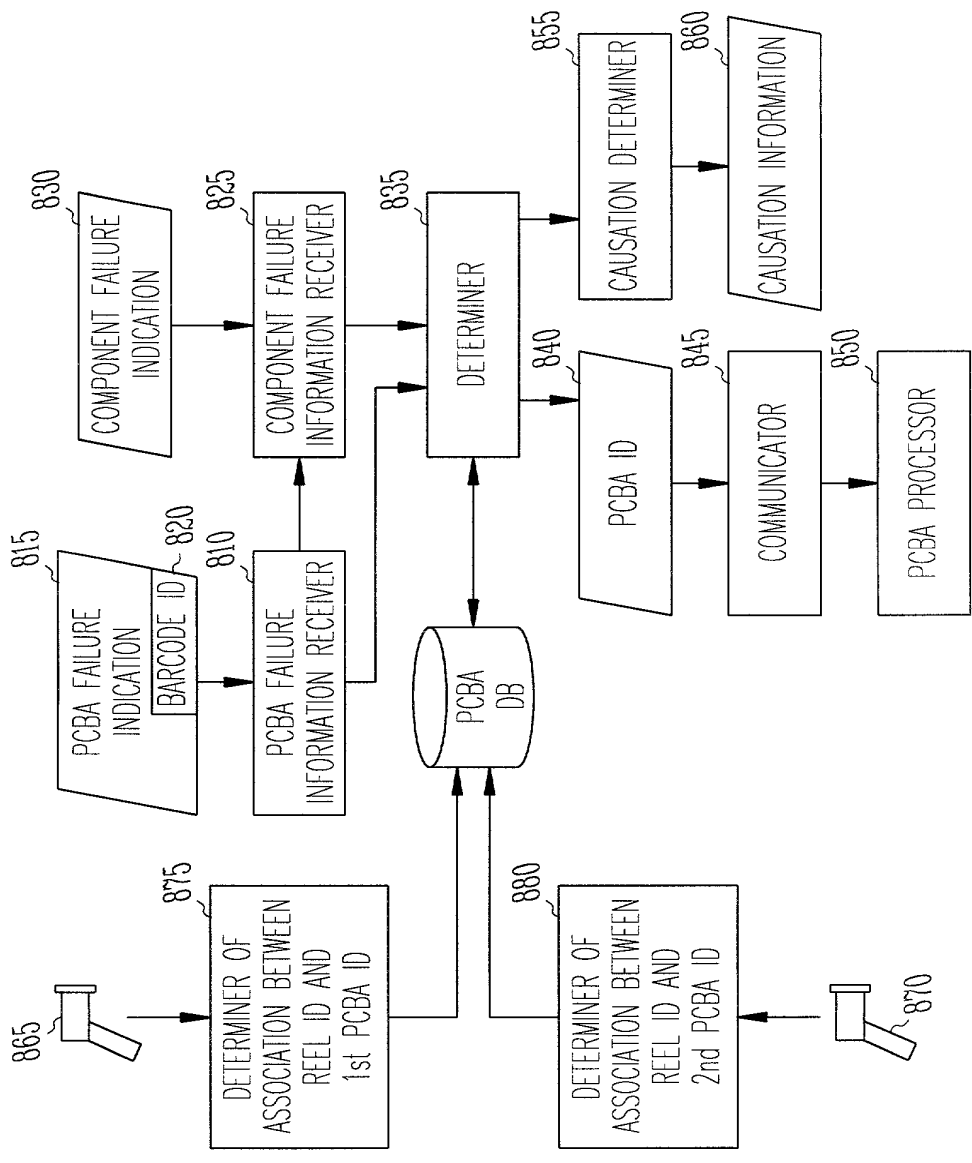 815
PCBA FAILURE
INDICATION
820
BARCODE ID
830
COMPONENT FAILURE
INDICATION
865
875
DETERMINER OF
ASSOCIATION BETWEEN
REEL ID AND
1st PCBA ID
810
PCBA FAILURE
INFORMATION RECEIVER
825
COMPONENT FAILURE
INFORMATION RECEIVER
PCBA
DB
835
DETERMINER
880
DETERMINER OF
ASSOCIATION BETWEEN
REEL ID AND
2nd PCBA ID
870
840
PCBA ID
855
CAUSATION DETERMINER
845
COMMUNICATOR
860
CAUSATION INFORMATION
850
PCBA PROCESSOR